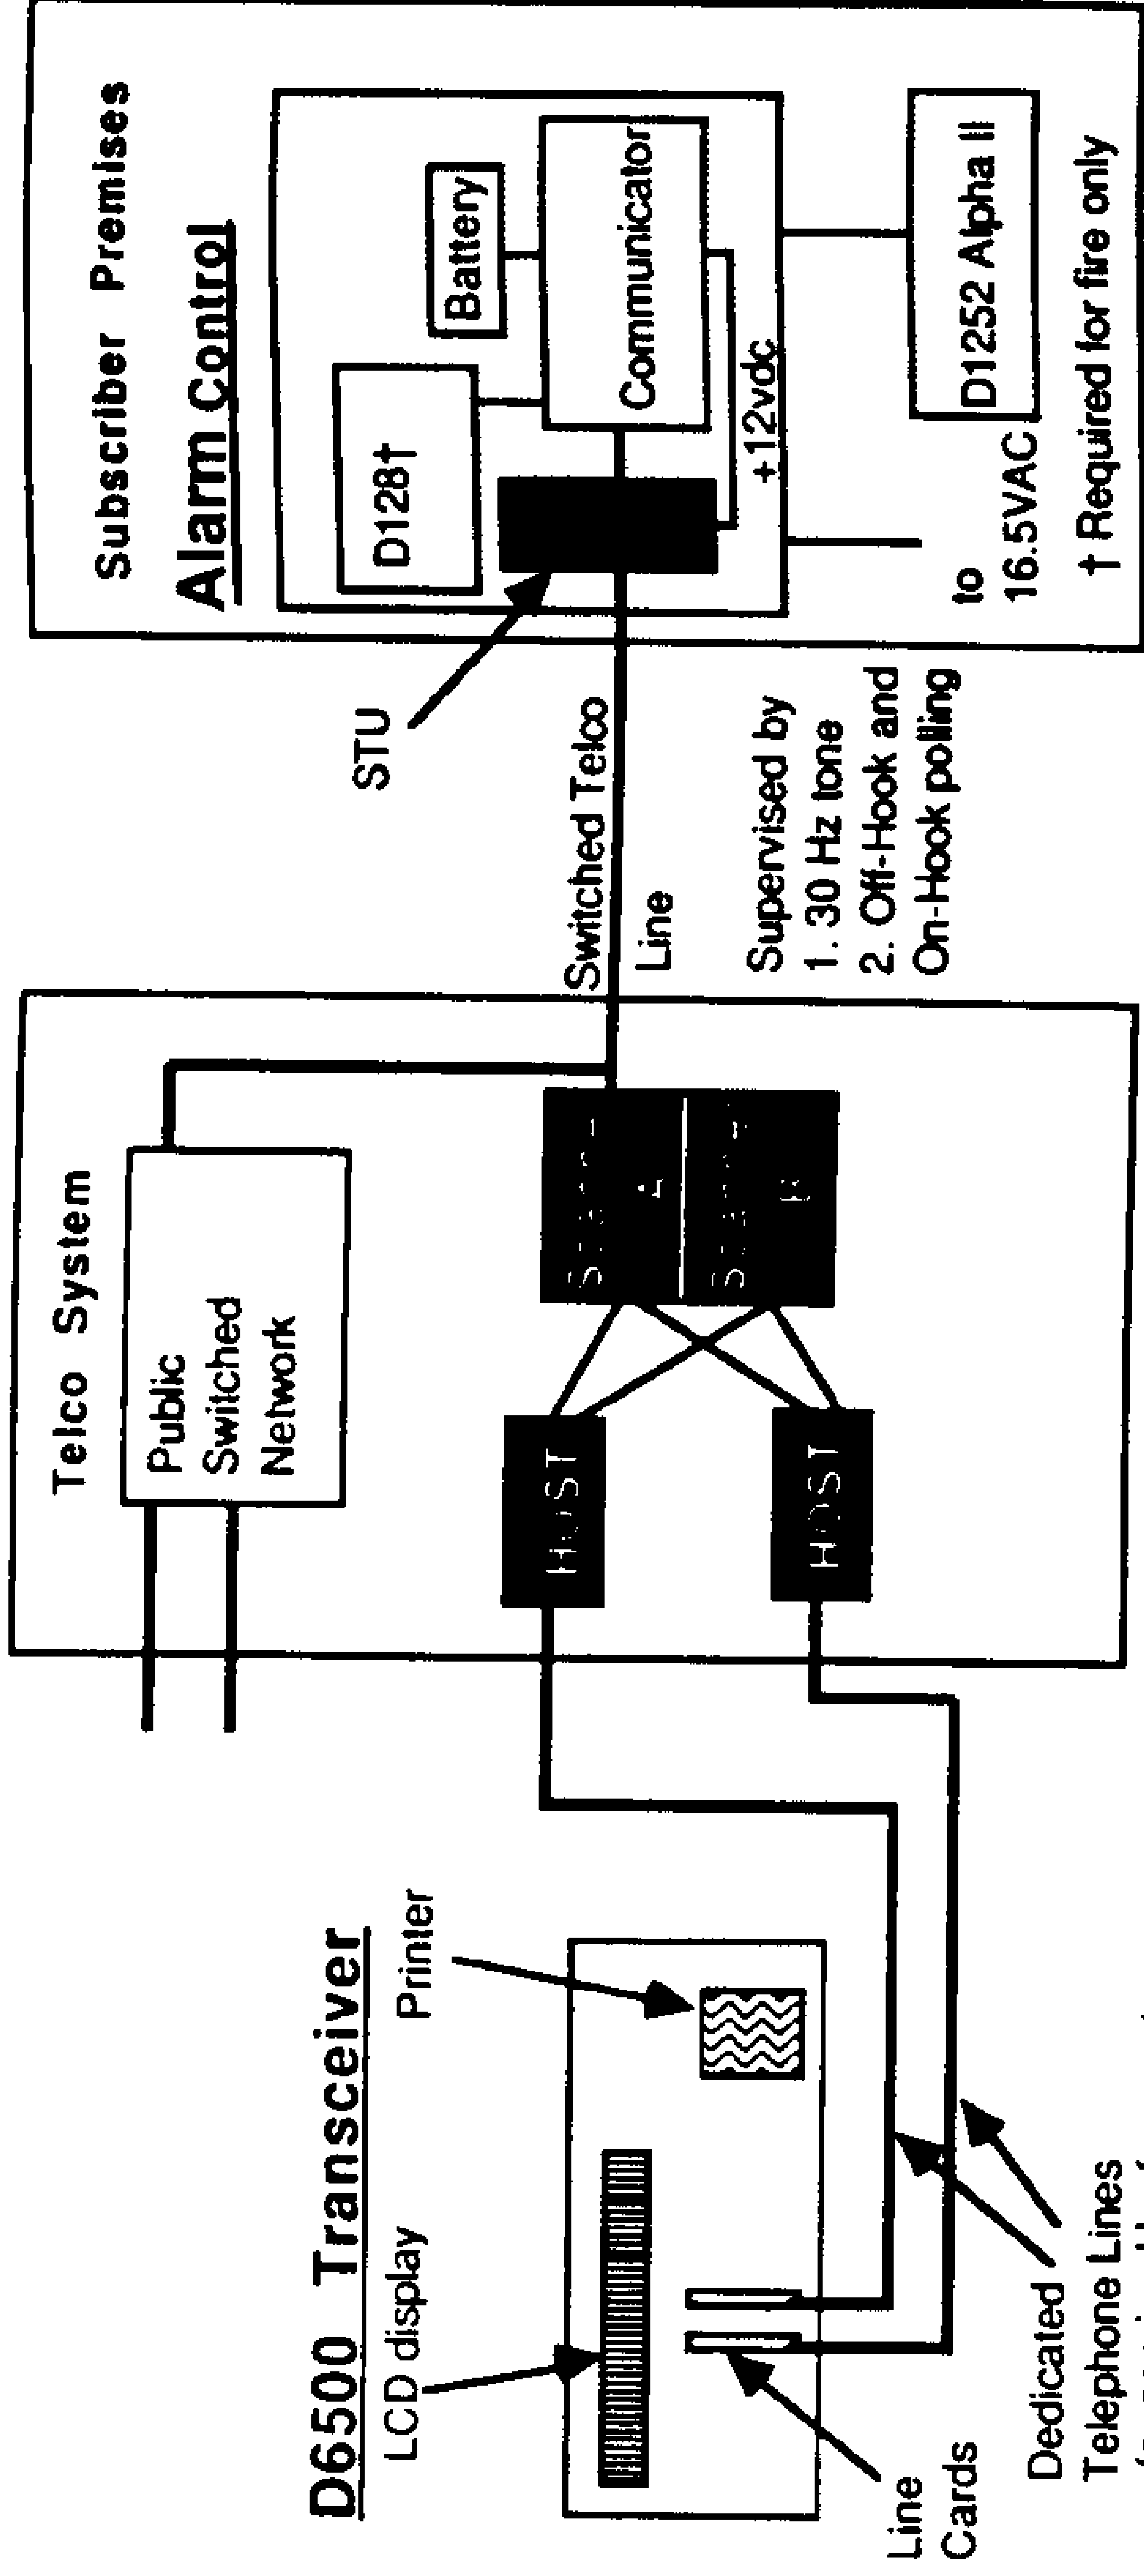 D6500 Transceiver
LCD display
Printer
Line
Cards
Dedicated
Telephone Lines
Telco System
Public
Switched
Network
HOST
HOST
A
B
Switched Telco
Line
Supervised by
1. 30 Hz tone
2. Off-Hook and
On-Hook polling
STU
Subscriber Premises
Alarm Control
D128†
Battery
Communicator
+12vdc
to
16.5VAC
D1252 Alpha II
† Required for fire only